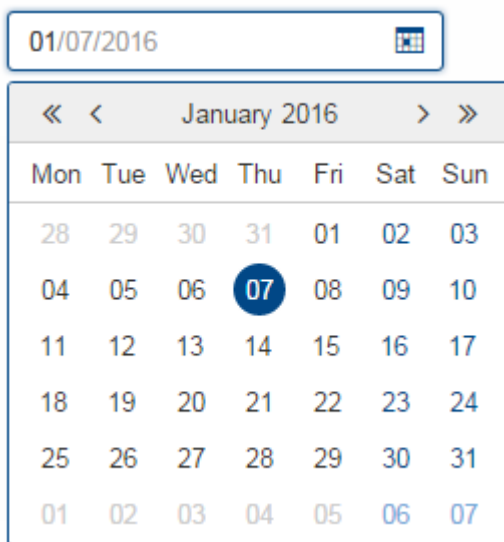 01/07/2016
« < January 2016 > »
Mon Tue Wed Thu Fri Sat Sun
28 29 30 31 01 02 03
04 05 06 07 08 09 10
11 12 13 14 15 16 17
18 19 20 21 22 23 24
25 26 27 28 29 30 31
01 02 03 04 05 06 07